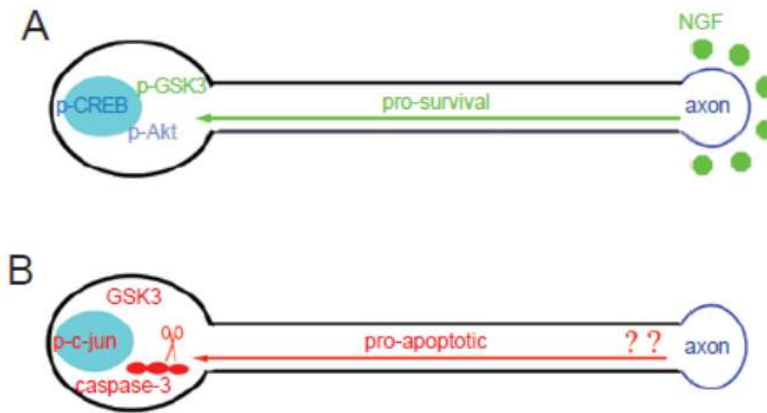 A
NGF
p-GSK3
p-CREB
pro-survival
axon
p-Akt
B
GSK3
p-c-jun
pro-apoptotic
? ?
axon
caspase-3